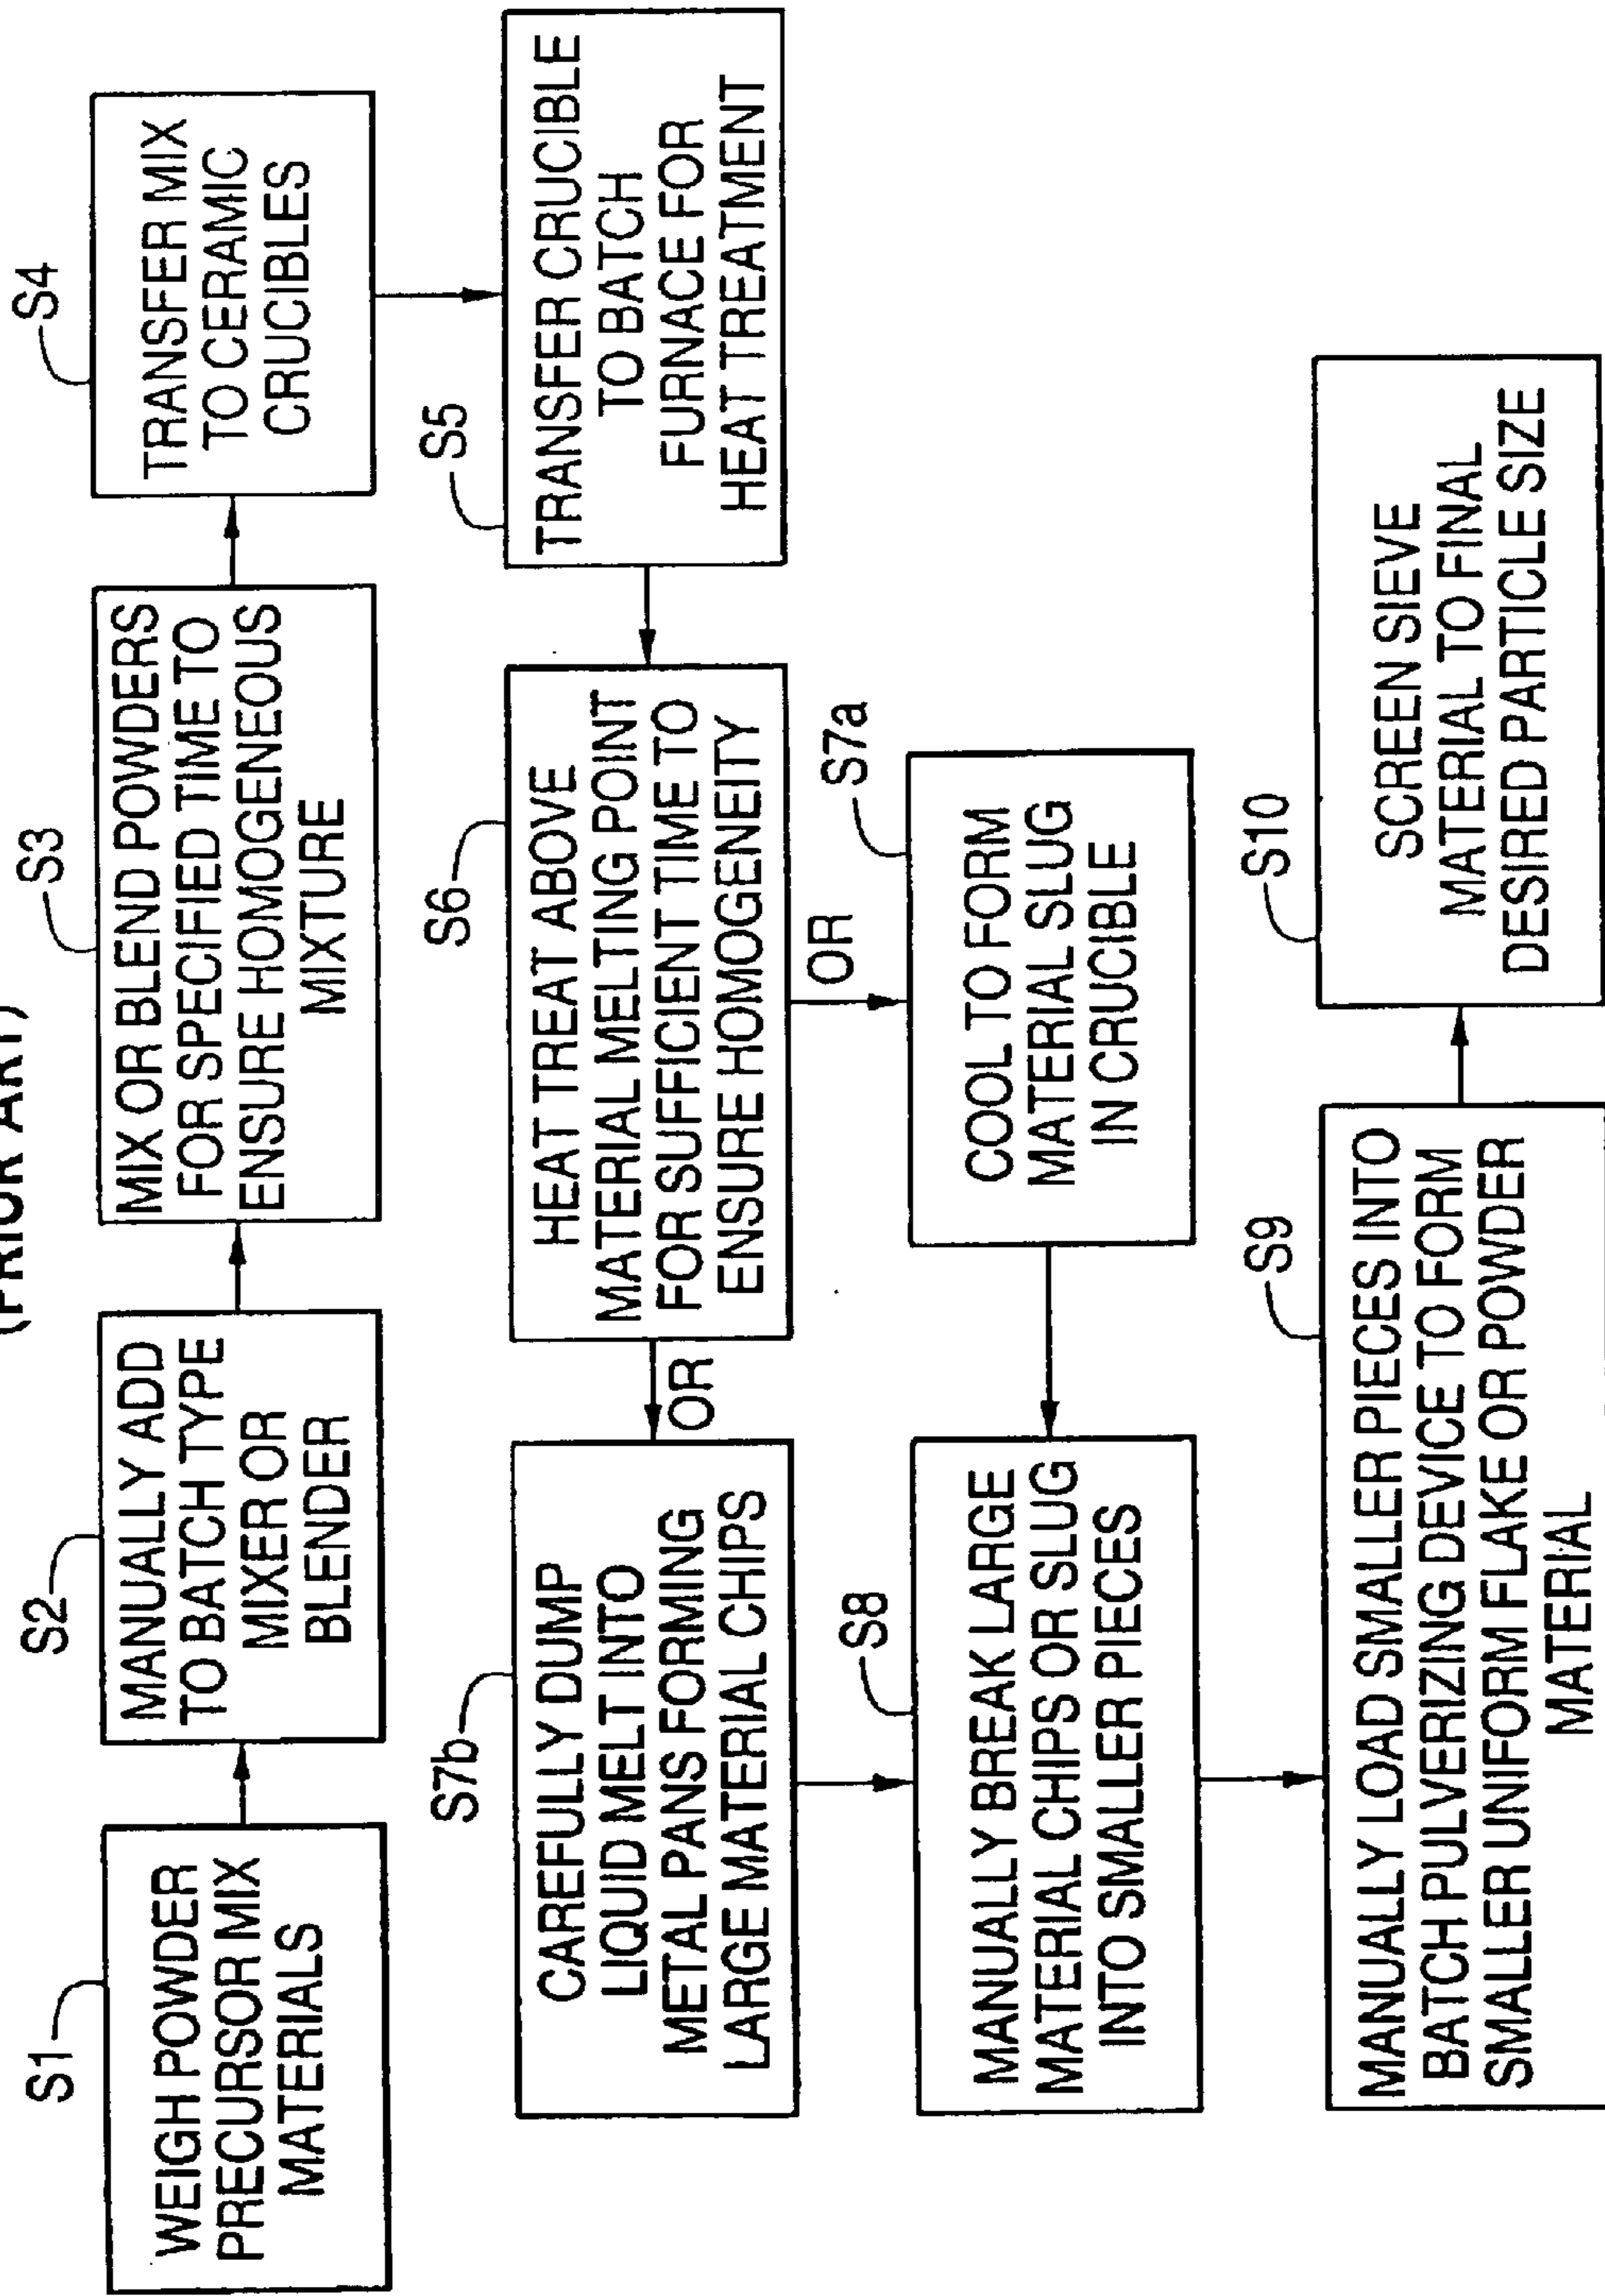 (PRIOR ART)
S1
WEIGH POWDER
PRECURSOR MIX
MATERIALS
S2
MANUALLY ADD
TO BATCH TYPE
MIXER OR
BLENDER
S3
MIX OR BLEND POWDERS
FOR SPECIFIED TIME TO
ENSURE HOMOGENEOUS
MIXTURE
S4
TRANSFER MIX
TO CERAMIC
CRUCIBLES
S5
TRANSFER CRUCIBLE
TO BATCH
FURNACE FOR
HEAT TREATMENT
S6
HEAT TREAT ABOVE
MATERIAL MELTING POINT
FOR SUFFICIENT TIME TO
ENSURE HOMOGENEITY
OR
S7a
COOL TO FORM
MATERIAL SLUG
IN CRUCIBLE
OR
S7b
CAREFULLY DUMP
LIQUID MELT INTO
METAL PANS FORMING
LARGE MATERIAL CHIPS
S8
MANUALLY BREAK LARGE
MATERIAL CHIPS OR SLUG
INTO SMALLER PIECES
S9
MANUALLY LOAD SMALLER PIECES INTO
BATCH PULVERIZING DEVICE TO FORM
SMALLER UNIFORM FLAKE OR POWDER
MATERIAL
S10
SCREEN SIEVE
MATERIAL TO FINAL
DESIRED PARTICLE SIZE